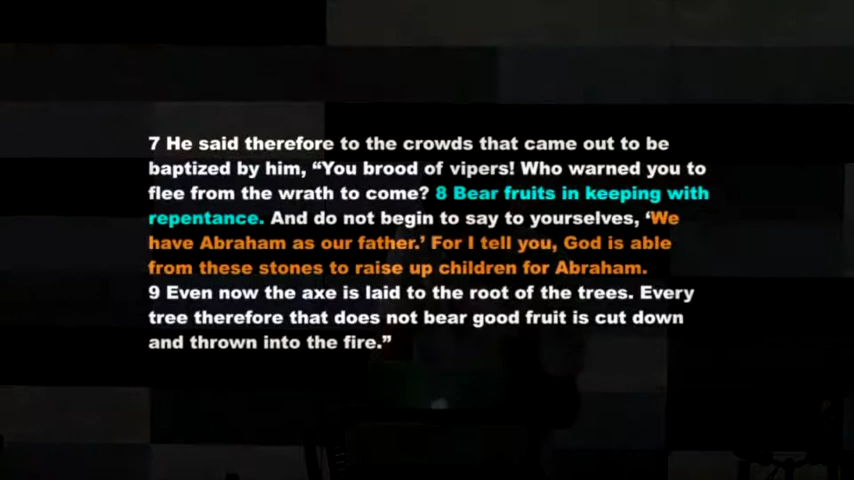 7 He said therefore to the crowds that came out to be
baptized by him, “You brood of vipers! Who warned you to
flee from the wrath to come? 8 Bear fruits in keeping with
repentance. And do not begin to say to yourselves, ‘We
have Abraham as our father.’ For I tell you, God is able
from these stones to raise up children for Abraham.
9 Even now the axe is laid to the root of the trees. Every
tree therefore that does not bear good fruit is cut down
and thrown into the fire.”